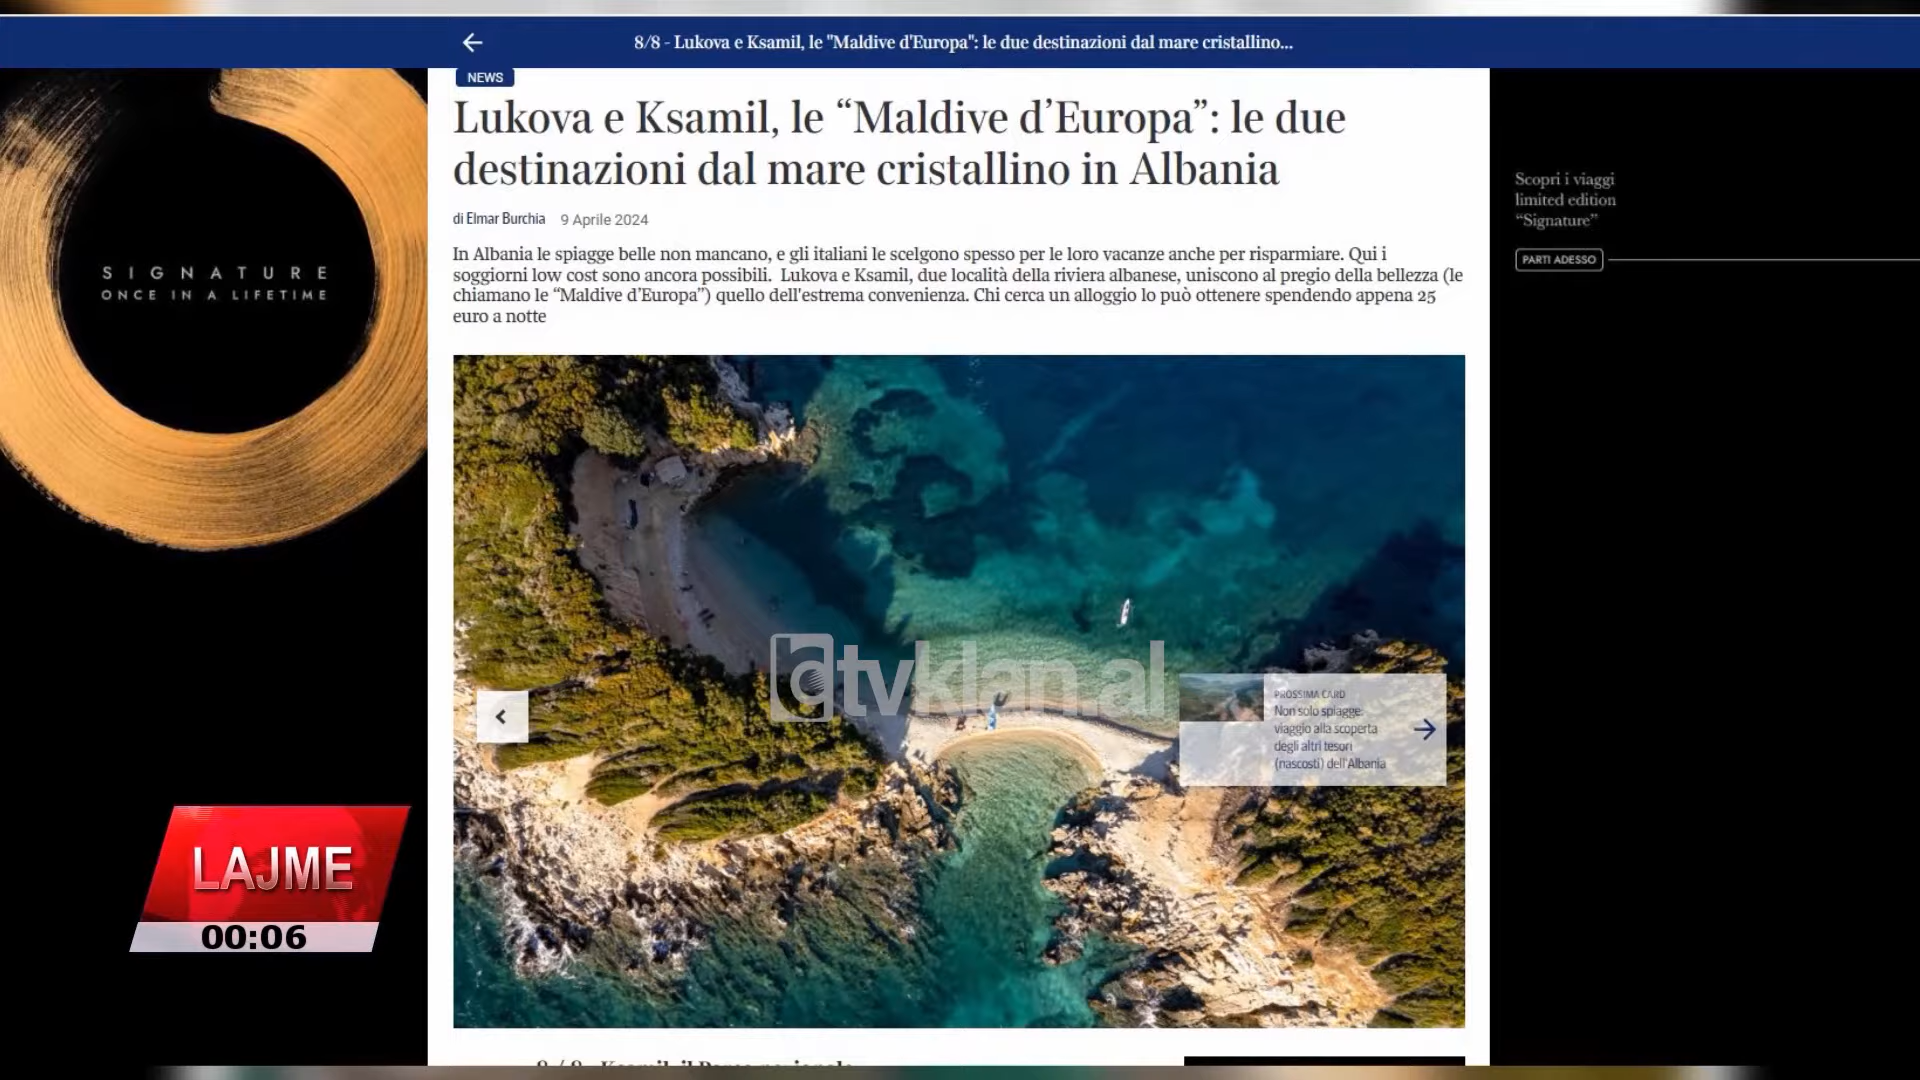 8/8 - Lukova e Ksamil, le "Maldive d'Europa": le due destinazioni dal mare cristallino...
NEWS
Lukova e Ksamil, le “Maldive d’Europa”: le due
destinazioni dal mare cristallino in Albania
di Elmar Burchia 9 Aprile 2024
In Albania le spiagge belle non mancano, e gli italiani le scelgono spesso per le loro vacanze anche per risparmiare. Qui i
soggiorni low cost sono ancora possibili. Lukova e Ksamil, due località della riviera albanese, uniscono al pregio della bellezza (le
chiamano le “Maldive d’Europa”) quello dell'estrema convenienza. Chi cerca un alloggio lo può ottenere spendendo appena 25
euro a notte
SIGNATURE
ONCE IN A LIFETIME
Scopri i viaggi
limited edition
“Signature”
PARTI ADESSO
tvklan.al
PROSSIMA CARD
Non solo spiagge:
viaggio alla scoperta
degli altri tesori
(nascosti) dell'Albania
LAJME
00:06
8 / 8 - Ksamil, il Parco nazionale